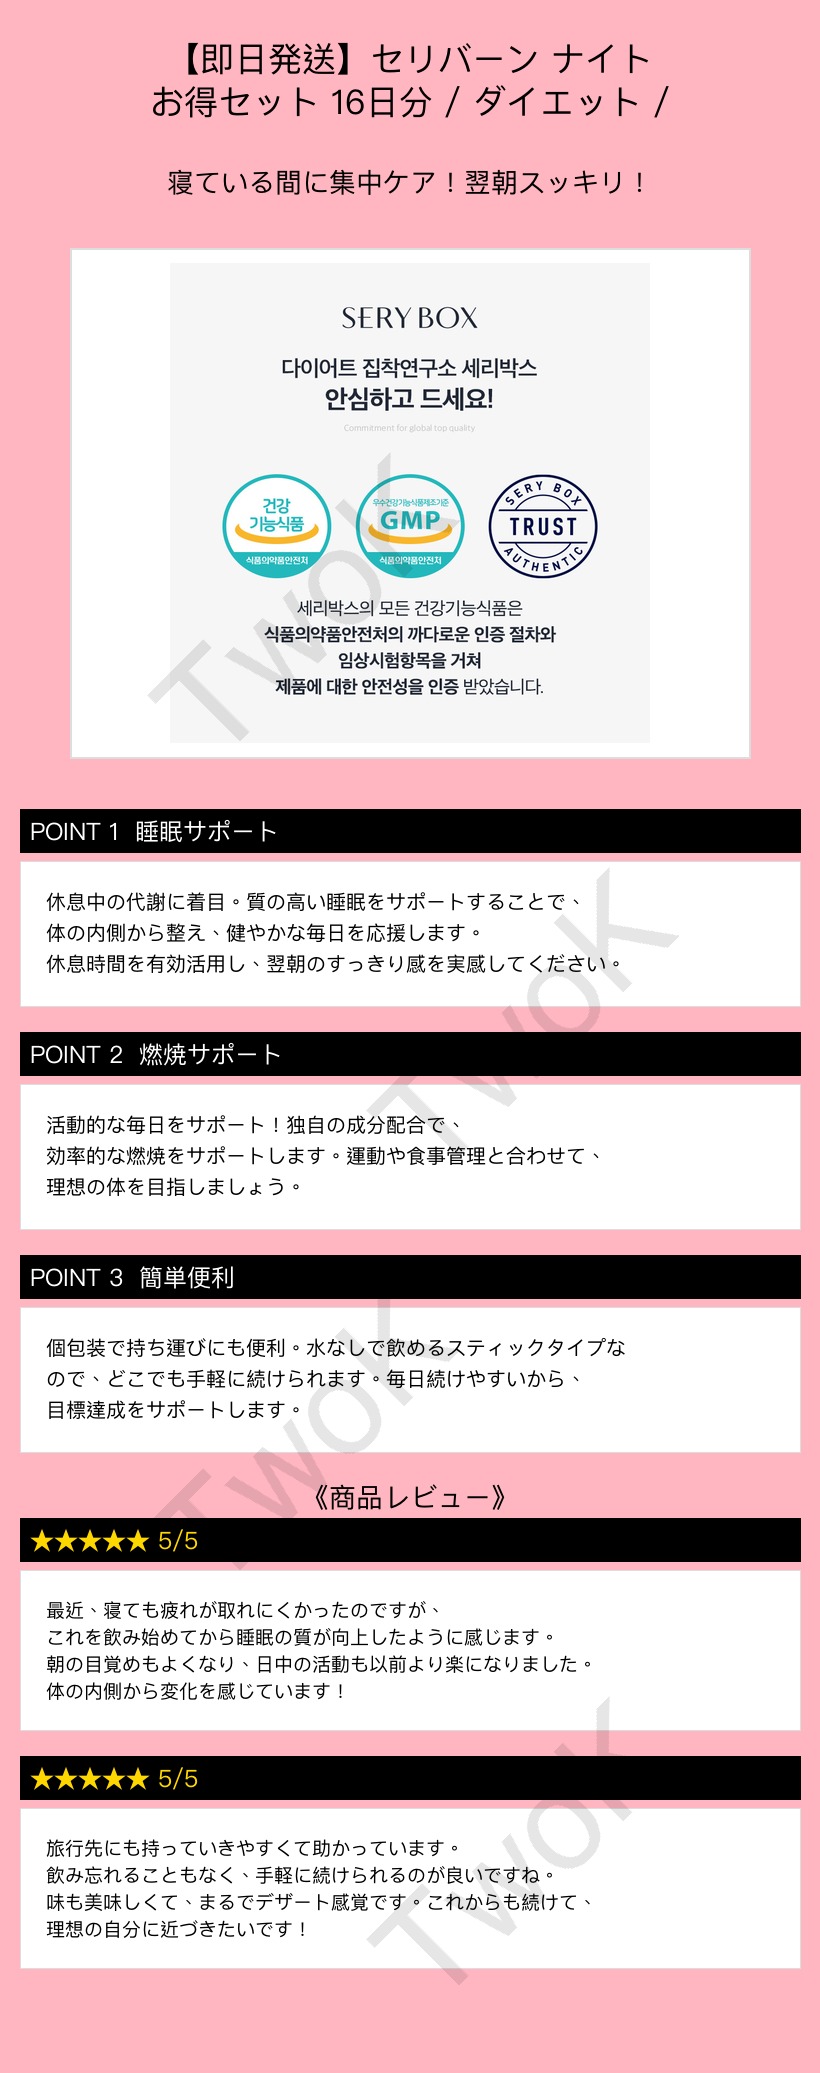 【即日発送】セリバーン ナイト
お得セット 16日分 / ダイエット /
寝ている間に集中ケア！翌朝スッキリ！
SERY BOX
다이어트 집착연구소 세리박스
안심하고 드세요!
Commitment for global top quality
건강
기능식품
식품의약품안전처
우수건강기능식품제조기준
GMP
식품의약품안전처
SERY BOX
TRUST
AUTHENTIC
세리박스의 모든 건강기능식품은
식품의약품안전처의 까다로운 인증 절차와
임상시험항목을 거쳐
제품에 대한 안전성을 인증 받았습니다.
TwoK
POINT 1 睡眠サポート
休息中の代謝に着目。質の高い睡眠をサポートすることで、
体の内側から整え、健やかな毎日を応援します。
休息時間を有効活用し、翌朝のすっきり感を実感してください。
TwoK
POINT 2 燃焼サポート
活動的な毎日をサポート！独自の成分配合で、
効率的な燃焼をサポートします。運動や食事管理と合わせて、
理想の体を目指しましょう。
POINT 3 簡単便利
個包装で持ち運びにも便利。水なしで飲めるスティックタイプな
ので、どこでも手軽に続けられます。毎日続けやすいから、
目標達成をサポートします。
TwoK
《商品レビュー》
★★★★★ 5/5
最近、寝ても疲れが取れにくかったのですが、
これを飲み始めてから睡眠の質が向上したように感じます。
朝の目覚めもよくなり、日中の活動も以前より楽になりました。
体の内側から変化を感じています！
★★★★★ 5/5
旅行先にも持っていきやすくて助かっています。
飲み忘れることもなく、手軽に続けられるのが良いですね。
味も美味しくて、まるでデザート感覚です。これからも続けて、
理想の自分に近づきたいです！
TwoK